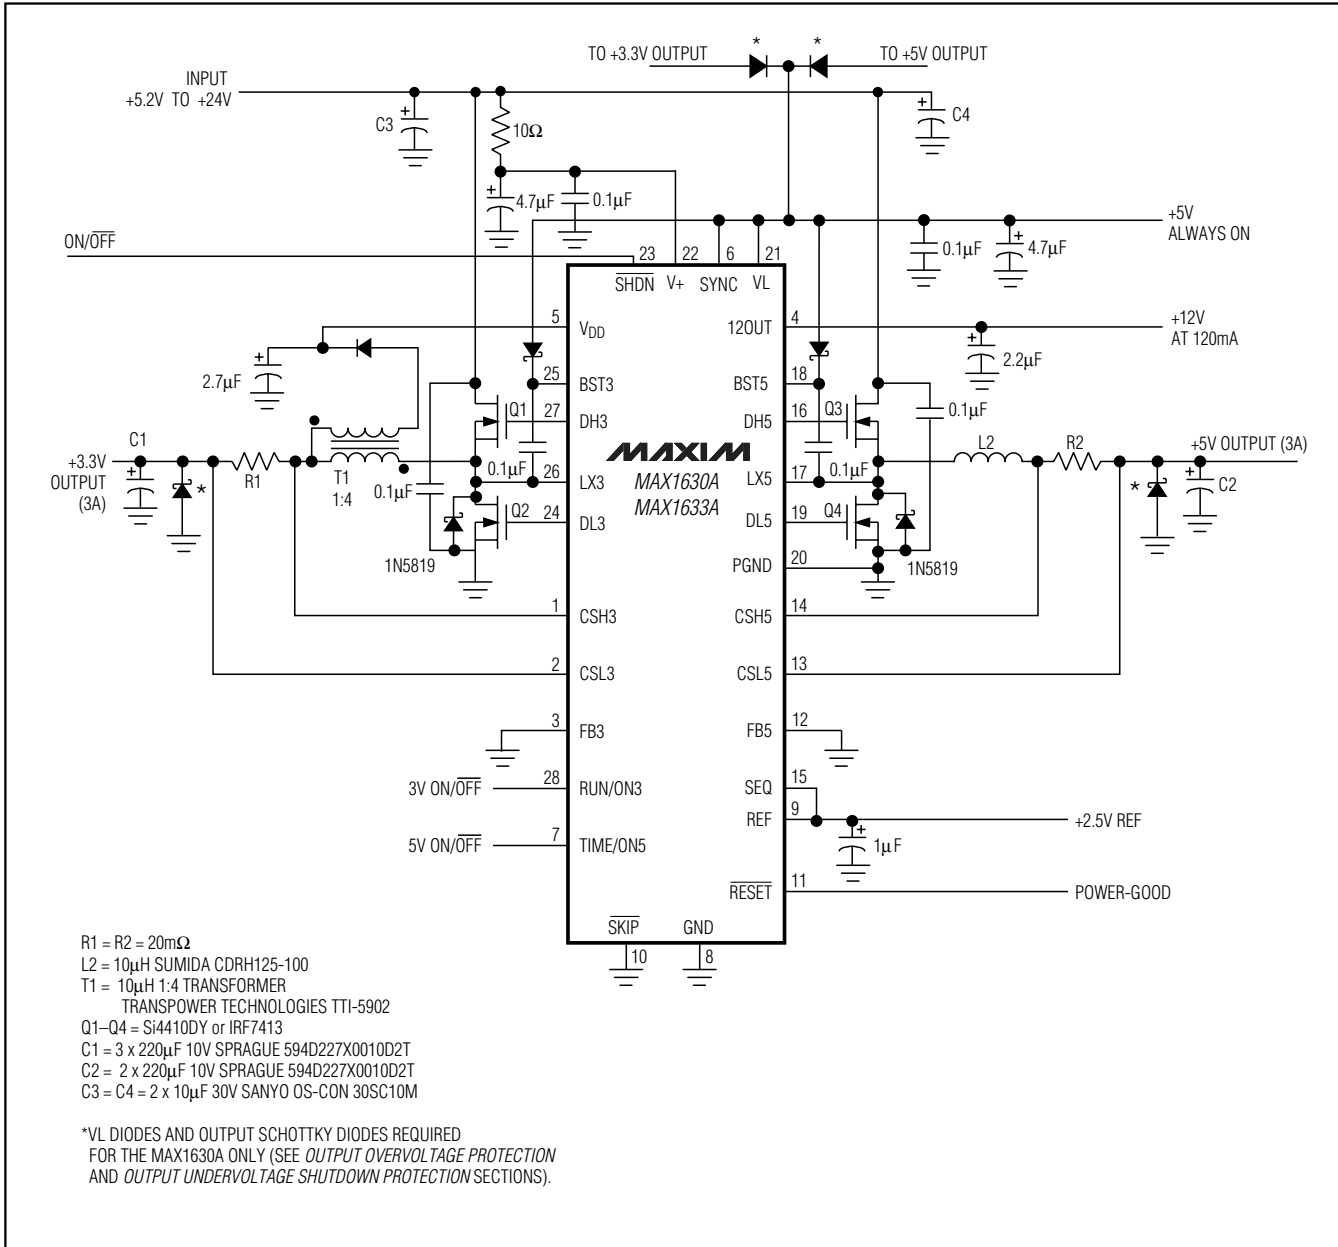 TO +3.3V OUTPUT
*
*
TO +5V OUTPUT
INPUT
+5.2V TO +24V
C3
+
10Ω
+
C4
+
4.7μF
0.1μF
+5V
ALWAYS ON
ON/OFF
0.1μF
+
4.7μF
23
22
6
21
SHDN
V+
SYNC
VL
5
VDD
12OUT
4
+12V
AT 120mA
+
2.7μF
+
2.2μF
25
BST3
BST5
18
Q1
27
DH3
DH5
16
Q3
0.1μF
C1
+3.3V
OUTPUT
(3A)
+
*
R1
T1
1:4
0.1μF
0.1μF
26
LX3
MAXIM
MAX1630A
MAX1633A
LX5
17
0.1μF
L2
R2
+5V OUTPUT (3A)
*
+
C2
Q2
24
DL3
DL5
19
Q4
1N5819
PGND
20
1N5819
1
CSH3
CSH5
14
2
CSL3
CSL5
13
3
FB3
FB5
12
3V ON/OFF
28
RUN/ON3
SEQ
15
REF
9
+2.5V REF
5V ON/OFF
7
TIME/ON5
+
1μF
RESET
11
POWER-GOOD
SKIP
GND
10
8
R1 = R2 = 20mΩ
L2 = 10μH SUMIDA CDRH125-100
T1 = 10μH 1:4 TRANSFORMER
TRANSPOWER TECHNOLOGIES TTI-5902
Q1–Q4 = Si4410DY or IRF7413
C1 = 3 x 220μF 10V SPRAGUE 594D227X0010D2T
C2 = 2 x 220μF 10V SPRAGUE 594D227X0010D2T
C3 = C4 = 2 x 10μF 30V SANYO OS-CON 30SC10M
*VL DIODES AND OUTPUT SCHOTTKY DIODES REQUIRED
FOR THE MAX1630A ONLY (SEE OUTPUT OVERVOLTAGE PROTECTION
AND OUTPUT UNDERVOLTAGE SHUTDOWN PROTECTION SECTIONS).